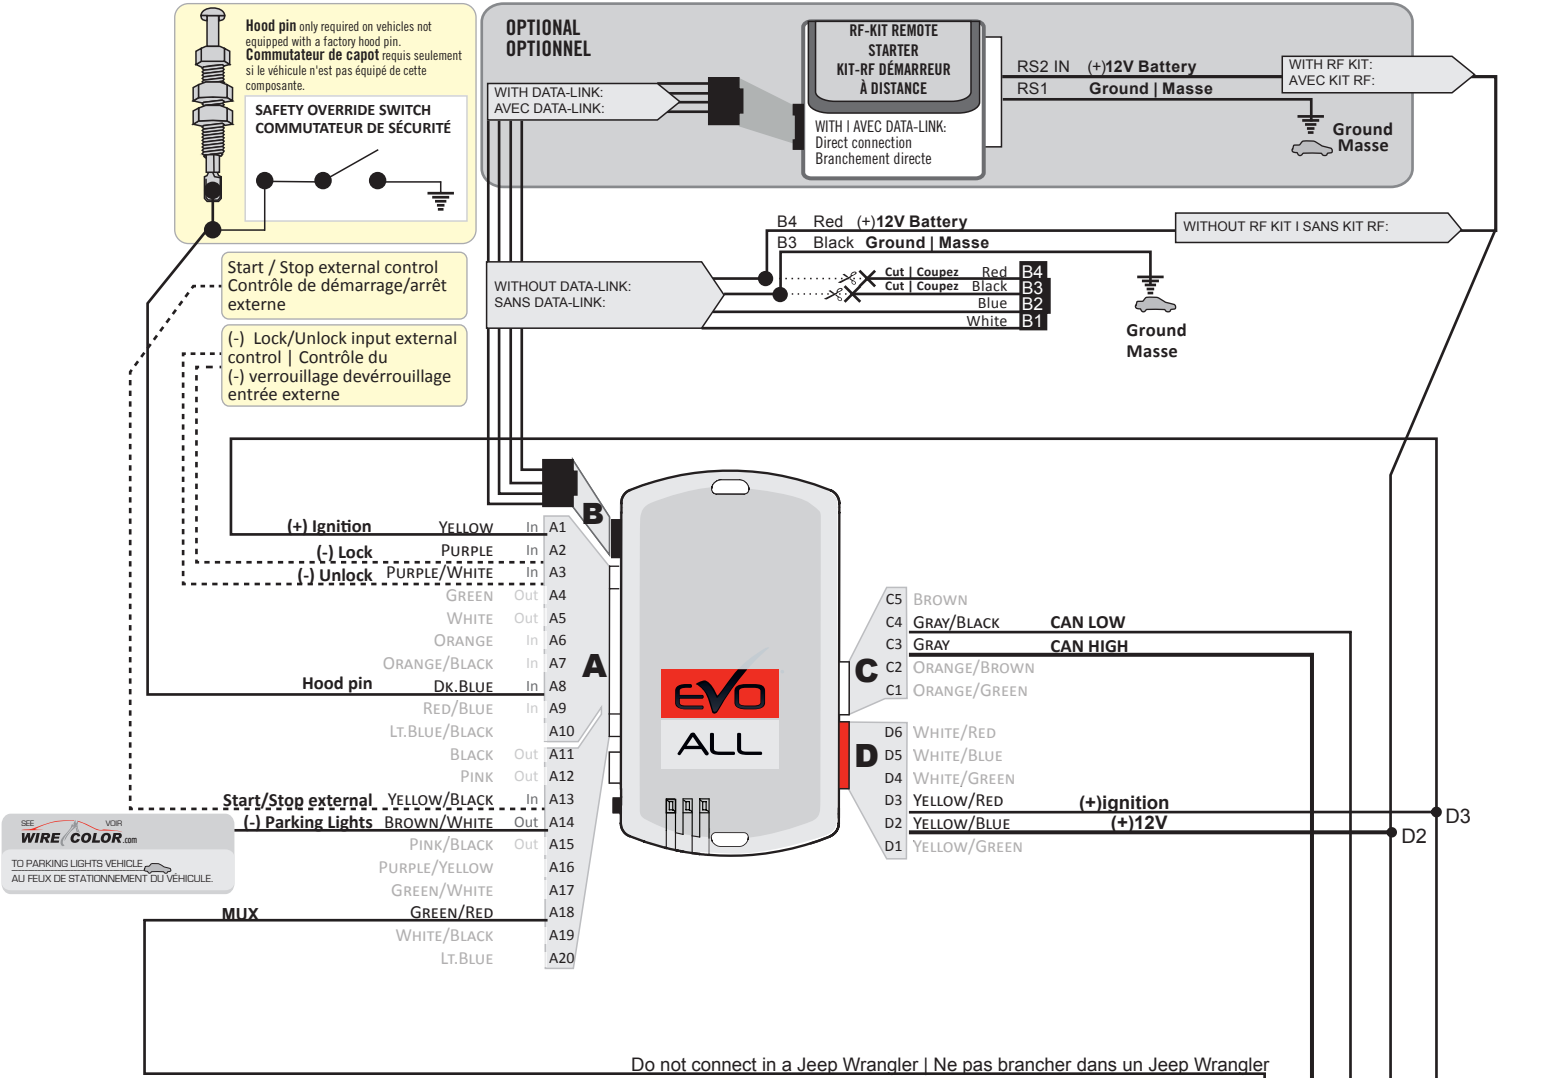 Hood pin only required on vehicles not
equipped with a factory hood pin.
Commutateur de capot requis seulement
si le véhicule n'est pas équipé de cette
composante.
SAFETY OVERRIDE SWITCH
COMMUTATEUR DE SÉCURITÉ
OPTIONAL
OPTIONNEL
WITH DATA-LINK:
AVEC DATA-LINK:
RF-KIT REMOTE
STARTER
KIT-RF DÉMARREUR
À DISTANCE
WITH I AVEC DATA-LINK:
Direct connection
Branchement directe
RS2 IN (+)12V Battery
RS1 Ground | Masse
WITH RF KIT:
AVEC KIT RF:
Ground
Masse
B4 Red (+)12V Battery
B3 Black Ground | Masse
WITHOUT RF KIT I SANS KIT RF:
WITHOUT DATA-LINK:
SANS DATA-LINK:
Cut | Coupez Red B4
Cut | Coupez Black B3
Blue B2
White B1
Ground
Masse
Start / Stop external control
Contrôle de démarrage/arrêt
externe
(-) Lock/Unlock input external
control | Contrôle du
(-) verrouillage devérrouillage
entrée externe
B
(+) Ignition YELLOW In A1
(-) Lock PURPLE In A2
(-) Unlock PURPLE/WHITE In A3
GREEN Out A4
WHITE Out A5
ORANGE In A6
ORANGE/BLACK In A7
Hood pin DK.BLUE In A8
RED/BLUE In A9
LT.BLUE/BLACK A10
BLACK Out A11
PINK Out A12
Start/Stop external YELLOW/BLACK In A13
(-) Parking Lights BROWN/WHITE Out A14
PINK/BLACK Out A15
PURPLE/YELLOW A16
GREEN/WHITE A17
MUX GREEN/RED A18
WHITE/BLACK A19
LT.BLUE A20
A
EVO
ALL
C
C5 BROWN
C4 GRAY/BLACK CAN LOW
C3 GRAY CAN HIGH
C2 ORANGE/BROWN
C1 ORANGE/GREEN
D
D6 WHITE/RED
D5 WHITE/BLUE
D4 WHITE/GREEN
D3 YELLOW/RED (+)ignition
D2 YELLOW/BLUE (+)12V
D1 YELLOW/GREEN
D3
D2
SEE VOIR
WIRE COLOR.com
TO PARKING LIGHTS VEHICLE
AU FEUX DE STATIONNEMENT DU VÉHICULE.
Do not connect in a Jeep Wrangler | Ne pas brancher dans un Jeep Wrangler